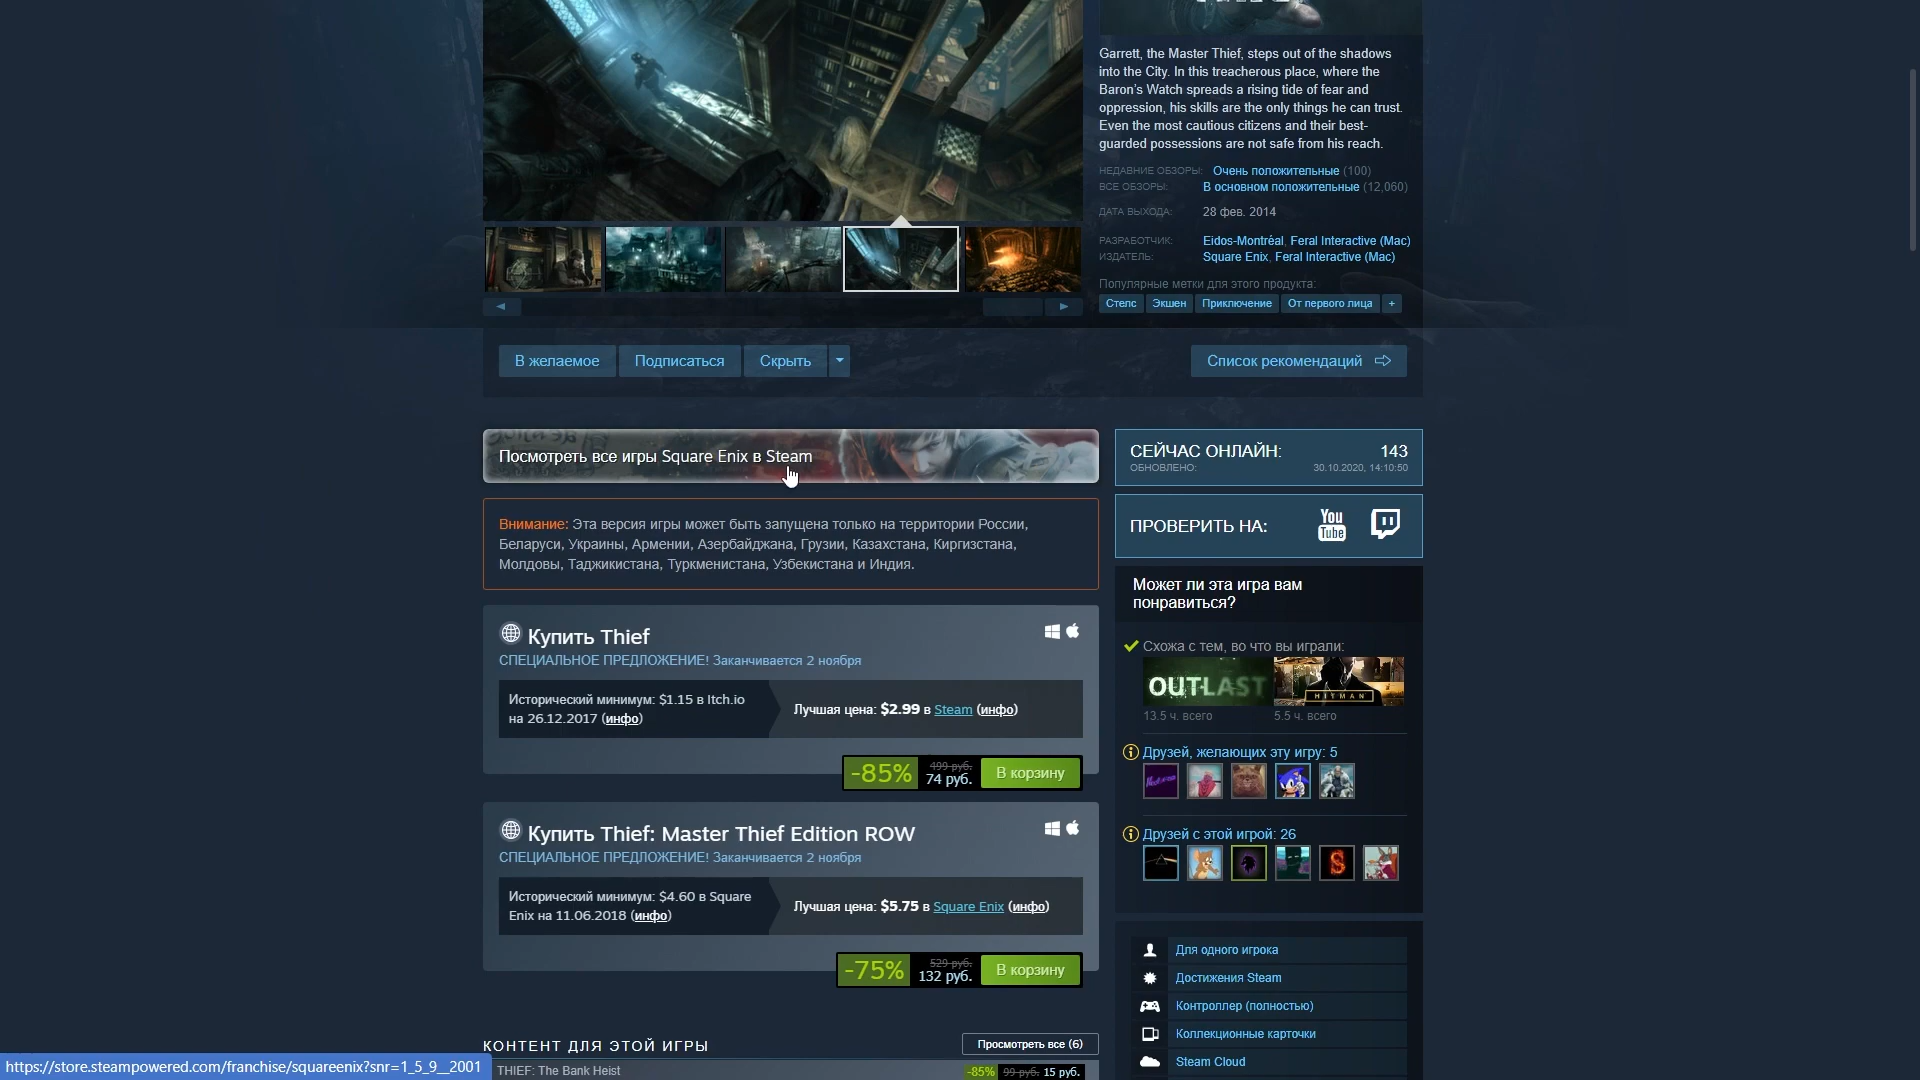 Garrett, the Master Thief, steps out of the shadows
into the City. In this treacherous place, where the
Baron's Watch spreads a rising tide of fear and
oppression, his skills are the only things he can trust.
Even the most cautious citizens and their best-
guarded possessions are not safe from his reach.
НЕДАВНИЕ ОБЗОРЫ: Очень положительные (100)
ВСЕ ОБЗОРЫ: В основном положительные (12,060)
ДАТА ВЫХОДА: 28 фев. 2014
РАЗРАБОТЧИК: Eidos-Montréal, Feral Interactive (Mac)
ИЗДАТЕЛЬ: Square Enix, Feral Interactive (Mac)
Популярные метки для этого продукта:
Стелс Экшен Приключение От первого лица +
В желаемое Подписаться Скрыть Список рекомендаций
Посмотреть все игры Square Enix в Steam
Внимание: Эта версия игры может быть запущена только на территории России,
Беларуси, Украины, Армении, Азербайджана, Грузии, Казахстана, Киргизстана,
Молдовы, Таджикистана, Туркменистана, Узбекистана и Индия.
Купить Thief
СПЕЦИАЛЬНОЕ ПРЕДЛОЖЕНИЕ! Заканчивается 2 ноября
Исторический минимум: $1.15 в Itch.io
на 26.12.2017 (инфо)
Лучшая цена: $2.99 в Steam (инфо)
-85% 499 руб.
74 руб. В корзину
Купить Thief: Master Thief Edition ROW
СПЕЦИАЛЬНОЕ ПРЕДЛОЖЕНИЕ! Заканчивается 2 ноября
Исторический минимум: $4.60 в Square
Enix на 11.06.2018 (инфо)
Лучшая цена: $5.75 в Square Enix (инфо)
-75% 529 руб.
132 руб. В корзину
КОНТЕНТ ДЛЯ ЭТОЙ ИГРЫ Просмотреть все (6)
THIEF: The Bank Heist -85% 99 руб. 15 руб.
СЕЙЧАС ОНЛАЙН: 143
ОБНОВЛЕНО: 30.10.2020, 14:10:50
ПРОВЕРИТЬ НА: You Tube
Может ли эта игра вам
понравиться?
Схожа с тем, во что вы играли:
OUTLAST HITMAN
13.5 ч. всего 5.5 ч. всего
Друзей, желающих эту игру: 5
Друзей с этой игрой: 26
Для одного игрока
Достижения Steam
Контроллер (полностью)
Коллекционные карточки
Steam Cloud
https://store.steampowered.com/franchise/squareenix?snr=1_5_9__2001